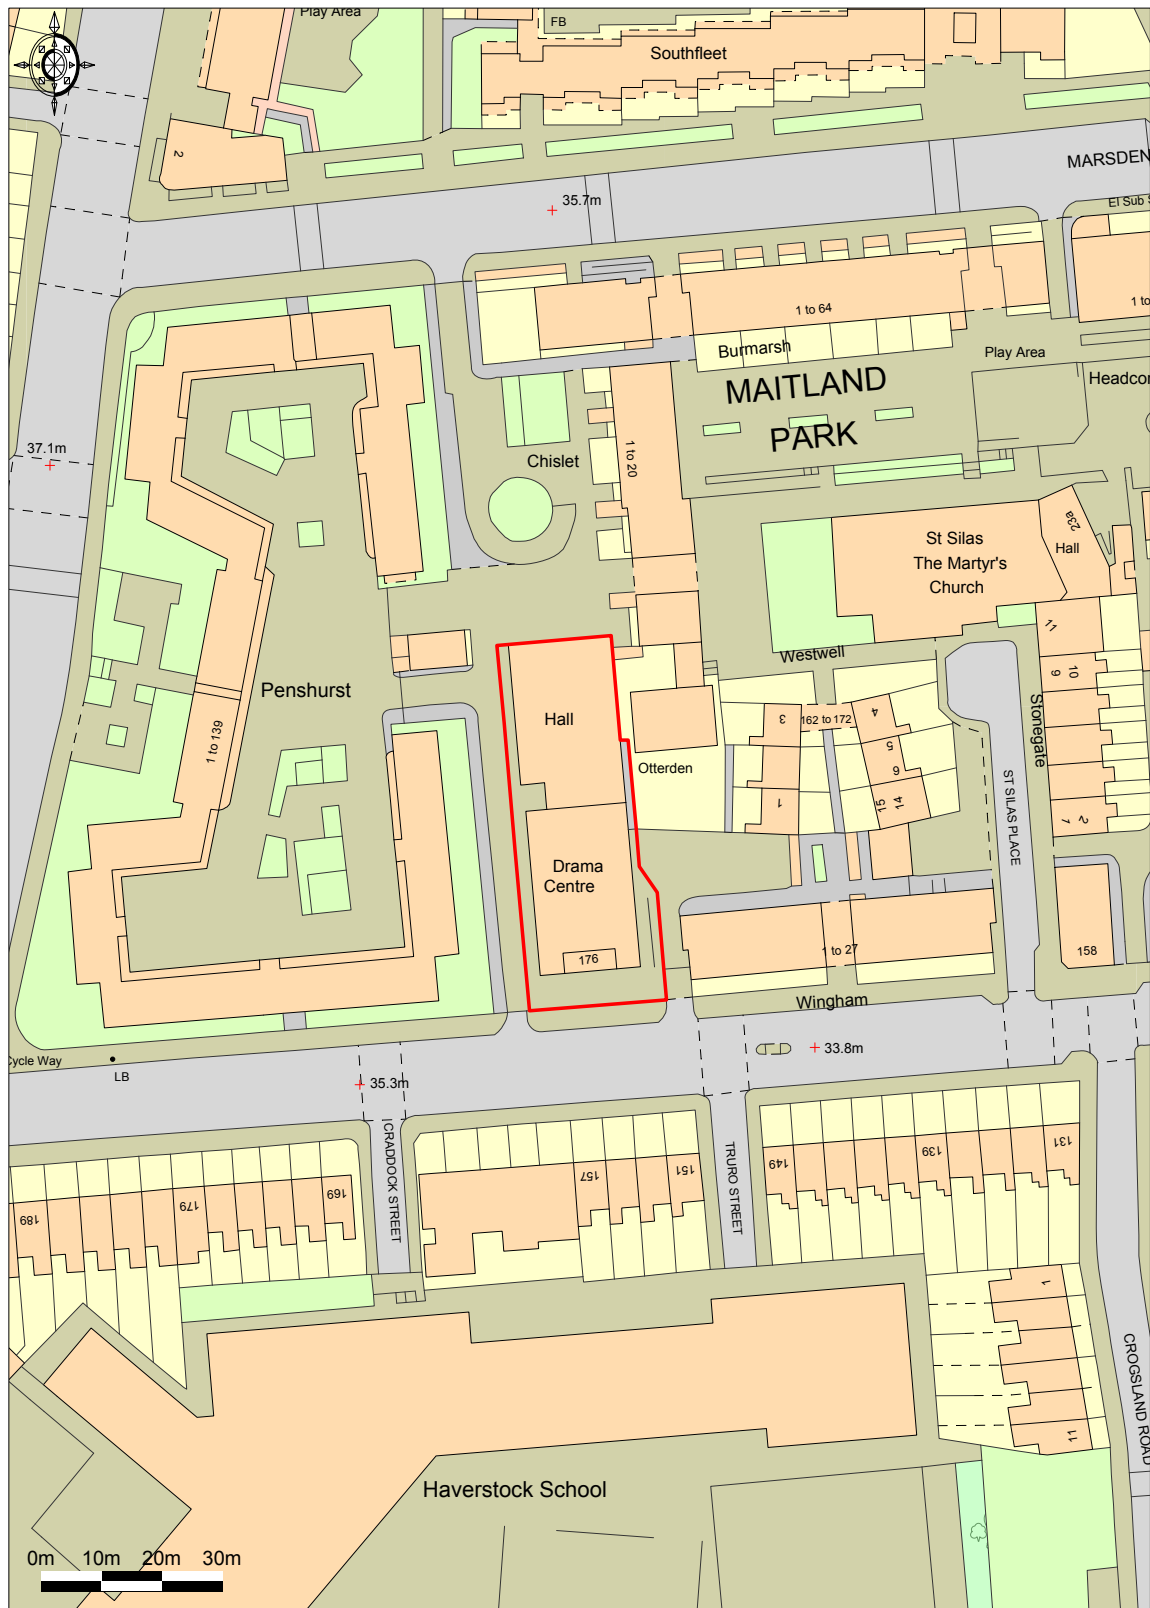 Play Area
FB
Southfleet
2
MARSDEN
35.7m
El Sub S
1 to 64
1 to
Burmarsh
Play Area
MAITLAND
PARK
Headcor
37.1m
Chislet
1 to 20
23a
St Silas
The Martyr's
Church
Hall
11
Westwell
10
9
Penshurst
Hall
3
162 to 172
4
Stonegate
5
6
1 to 139
Otterden
1
15
14
ST SILAS PLACE
2
1
Drama
Centre
176
1 to 27
158
Wingham
Cycle Way
LB
33.8m
35.3m
CRADDOCK STREET
TRURO STREET
131
139
149
151
157
169
179
189
1
11
CROGSLAND ROAD
Haverstock School
0m 10m 20m 30m